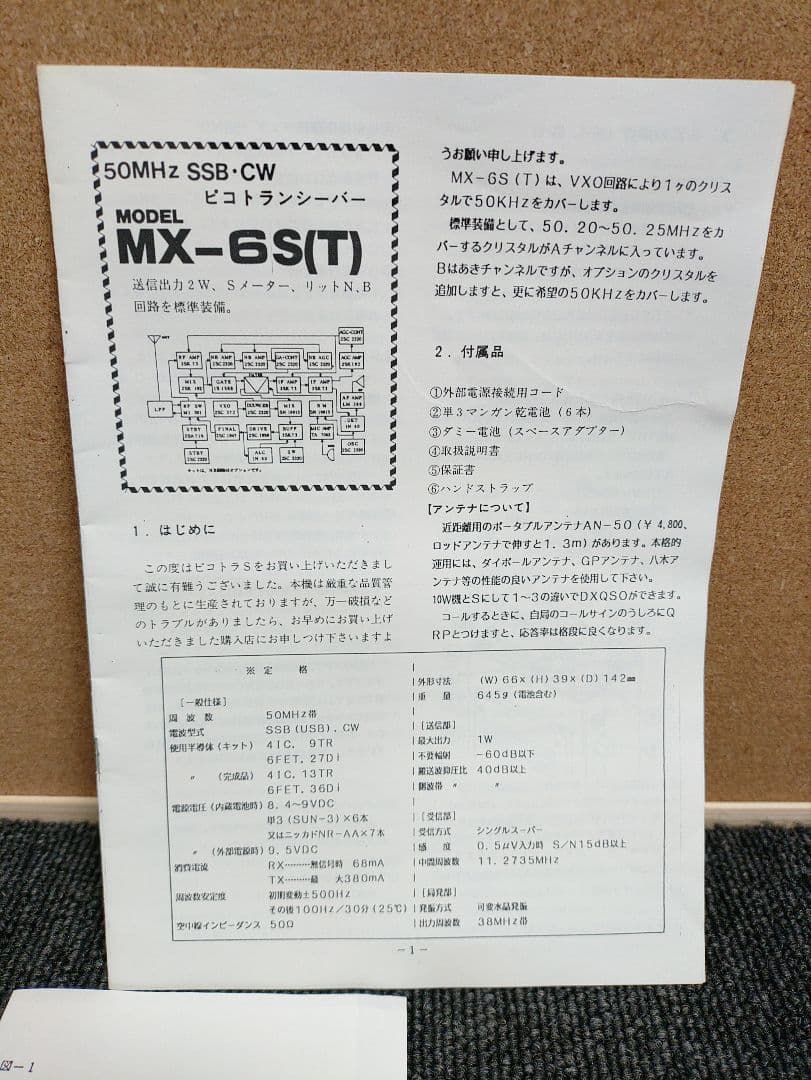 50MHz SSB・CW
ピコトランシーバー
MODEL
MX-6S(T)
送信出力2W、Sメーター、リットN、B
回路を標準装備。
1．はじめに
この度はピコトラSをお買い上げいただきまし
て誠に有難うございました。本機は厳重な品質管
理のもとに生産されておりますが、万一破損など
のトラブルがありましたら、お早めにお買い上げ
いただきました購入店にお申しつけ下さいますよ
うお願い申し上げます。
MX-6S(T)は、VXO回路により1ヶのクリス
タルで50KHzをカバーします。
標準装備として、50.20〜50.25MHzをカ
バーするクリスタルがAチャンネルに入っています。
Bはあきチャンネルですが、オプションのクリスタルを
追加しますと、更に希望の50KHzをカバーします。
2．付属品
①外部電源接続用コード
②単3マンガン乾電池（6本）
③ダミー電池（スペースアダプター）
④取扱説明書
⑤保証書
⑥ハンドストラップ
【アンテナについて】
近距離用のポータブルアンテナAN-50(¥4,800、
ロッドアンテナで伸すと1.3m)があります。本格的
運用には、ダイポールアンテナ、GPアンテナ、八木ア
ンテナ等の性能の良いアンテナを使用して下さい。
10W機とSにして1〜3の違いでDXQSOができます。
コールするときに、自局のコールサインのうしろにQ
RPとつけますと、応答率は格段に良くなります。
※定格
［一般仕様］
周波数 50MHz帯
電波型式 SSB(USB)．CW
使用半導体（キット） 4IC．9TR
6FET．27Di
〃 （完成品） 4IC．13TR
6FET．36Di
電源電圧（内蔵電池時） 8.4〜9VDC
単3(SUN-3)×6本
又はニッカドNR-AA×7本
〃 （外部電源時） 9.5VDC
消費電流 RX………無信号時 68mA
TX………最 大380mA
周波数安定度 初期変動±500Hz
その後100Hz/30分(25℃)
空中線インピーダンス 50Ω
外形寸法 (W)66×(H)39×(D)142㎜
重量 645g（電池含む）
［送信部］
最大出力 1W
不要輻射 -60dB以下
搬送波抑圧比 40dB以上
側波帯 〃 〃
［受信部］
受信方式 シングルスーパー
感度 0.5μV入力時 S/N15dB以上
中間周波数 11.2735MHz
［局発部］
発振方式 可変水晶発振
出力周波数 38MHz帯
-1-
図-1